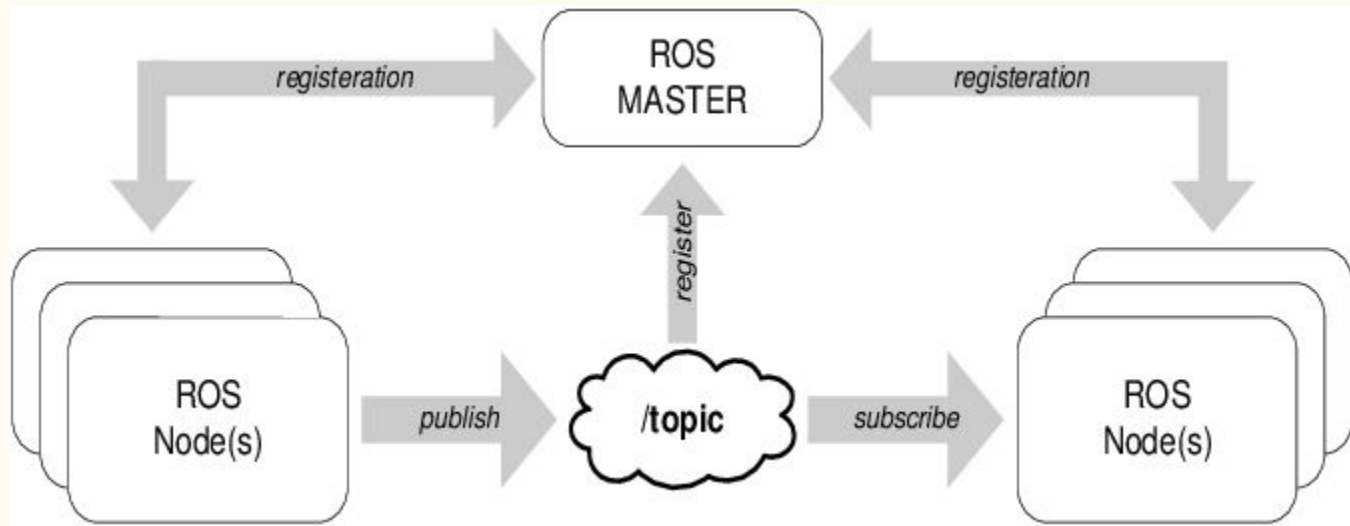 ROS
MASTER
registeration
registeration
register
ROS
Node(s)
publish
/topic
subscribe
ROS
Node(s)